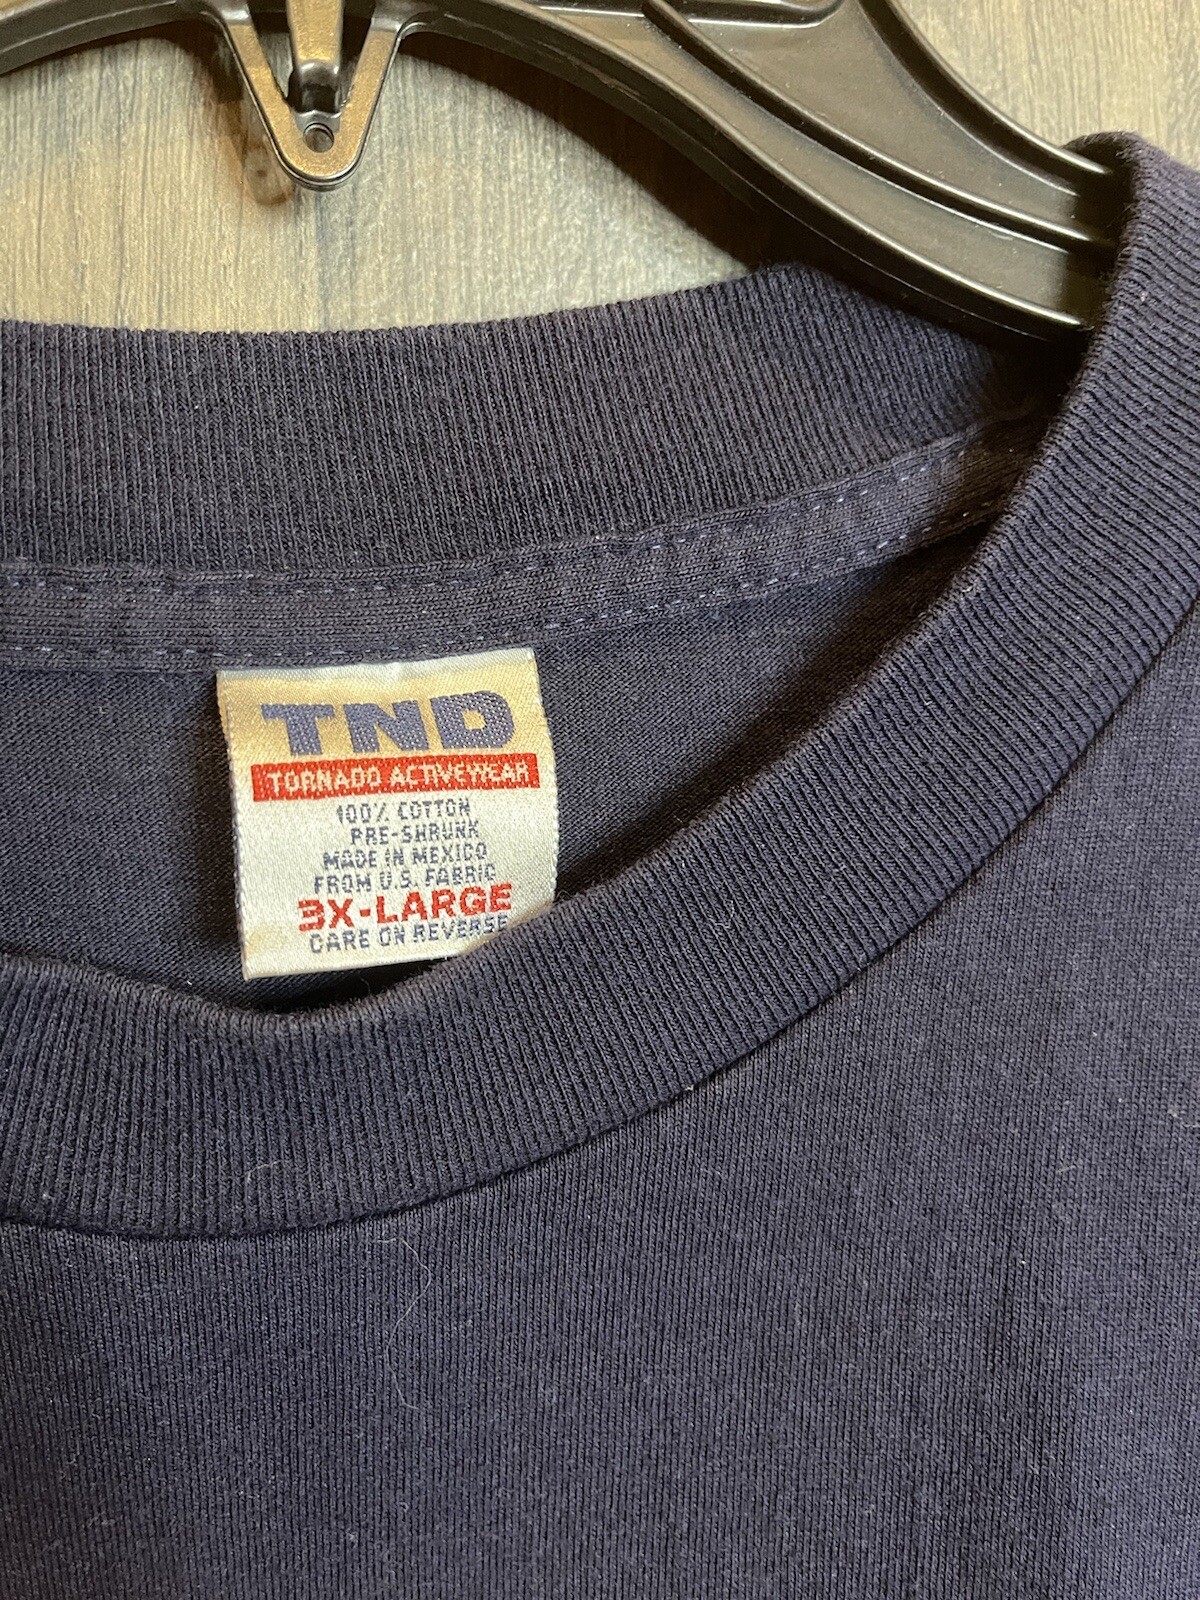 TND
TORNADO ACTIVEWEAR
100% COTTON
PRE-SHRUNK
MADE IN MEXICO
FROM U.S. FABRIC
3X-LARGE
CARE ON REVERSE